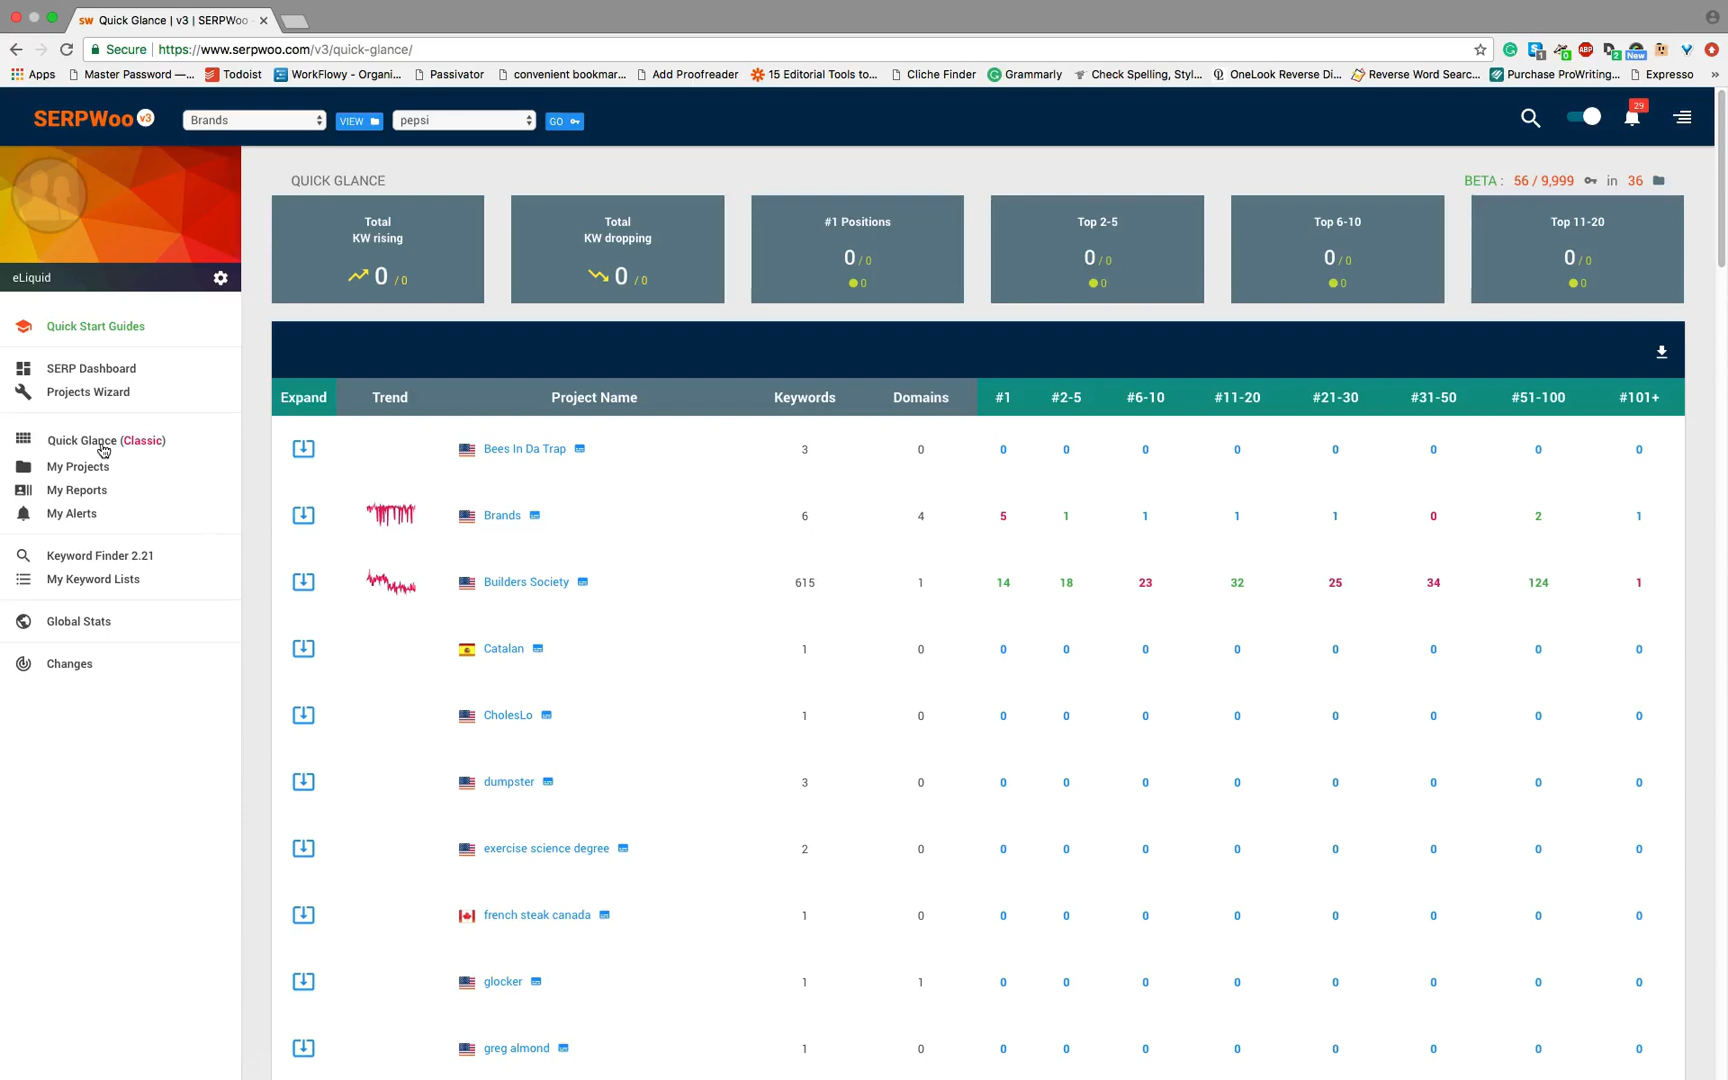 sw Quick Glance | v3 | SERPWoo
Secure https://www.serpwoo.com/v3/quick-glance/
Apps Master Password —... Todoist WorkFlowy - Organi... Passivator convenient bookmar... Add Proofreader 15 Editorial Tools to... Cliche Finder Grammarly Check Spelling, Styl... OneLook Reverse Di... Reverse Word Searc... Purchase ProWriting... Expresso »
SERPWoo v3 Brands VIEW pepsi GO 29
QUICK GLANCE BETA : 56 / 9,999 in 36
Total KW rising 0 / 0
Total KW dropping 0 / 0
#1 Positions 0 / 0 0
Top 2-5 0 / 0 0
Top 6-10 0 / 0 0
Top 11-20 0 / 0 0
eLiquid
Quick Start Guides
SERP Dashboard
Projects Wizard
Quick Glance (Classic)
My Projects
My Reports
My Alerts
Keyword Finder 2.21
My Keyword Lists
Global Stats
Changes
Expand Trend Project Name Keywords Domains #1 #2-5 #6-10 #11-20 #21-30 #31-50 #51-100 #101+
Bees In Da Trap 3 0 0 0 0 0 0 0 0 0
Brands 6 4 5 1 1 1 1 0 2 1
Builders Society 615 1 14 18 23 32 25 34 124 1
Catalan 1 0 0 0 0 0 0 0 0 0
CholesLo 1 0 0 0 0 0 0 0 0 0
dumpster 3 0 0 0 0 0 0 0 0 0
exercise science degree 2 0 0 0 0 0 0 0 0 0
french steak canada 1 0 0 0 0 0 0 0 0 0
glocker 1 1 0 0 0 0 0 0 0 0
greg almond 1 0 0 0 0 0 0 0 0 0